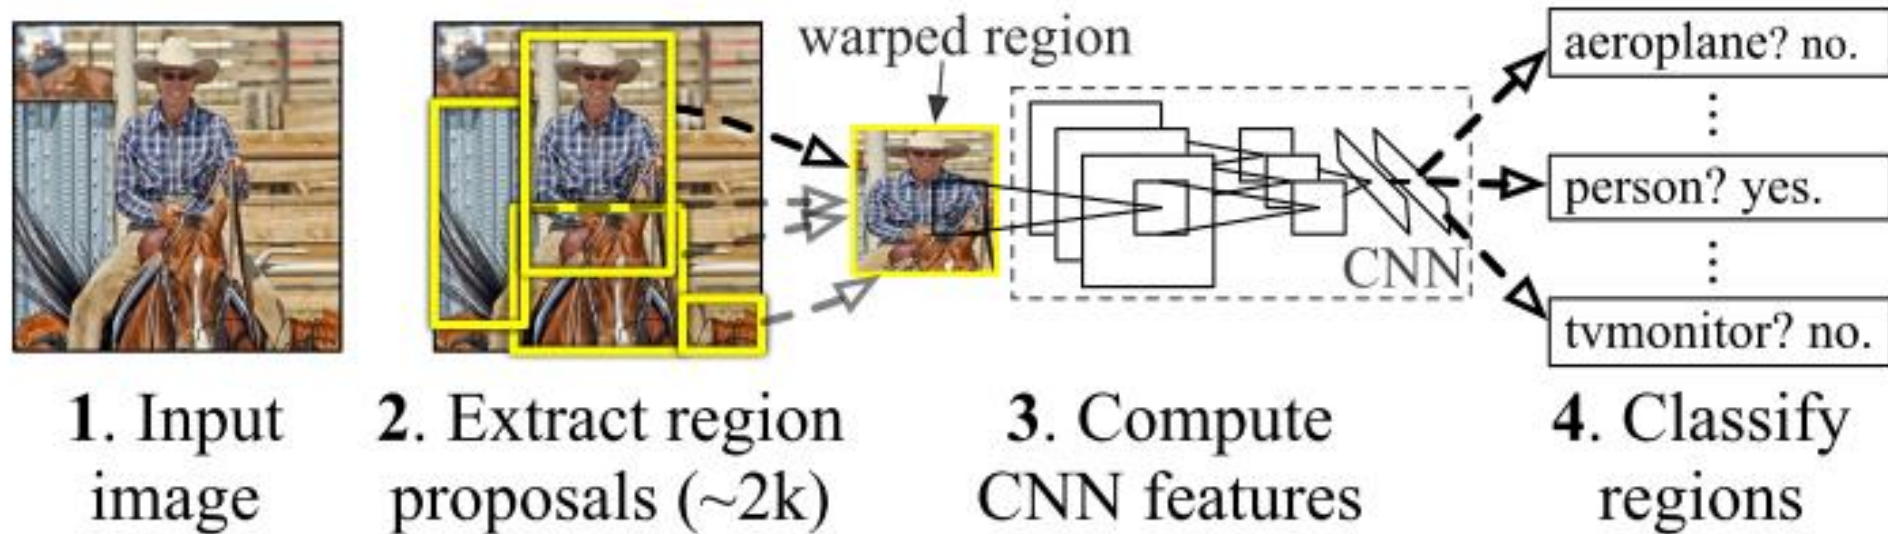 warped region
aeroplane? no.
person? yes.
CNN
tvmonitor? no.
1. Input
image
2. Extract region
proposals (~2k)
3. Compute
CNN features
4. Classify
regions